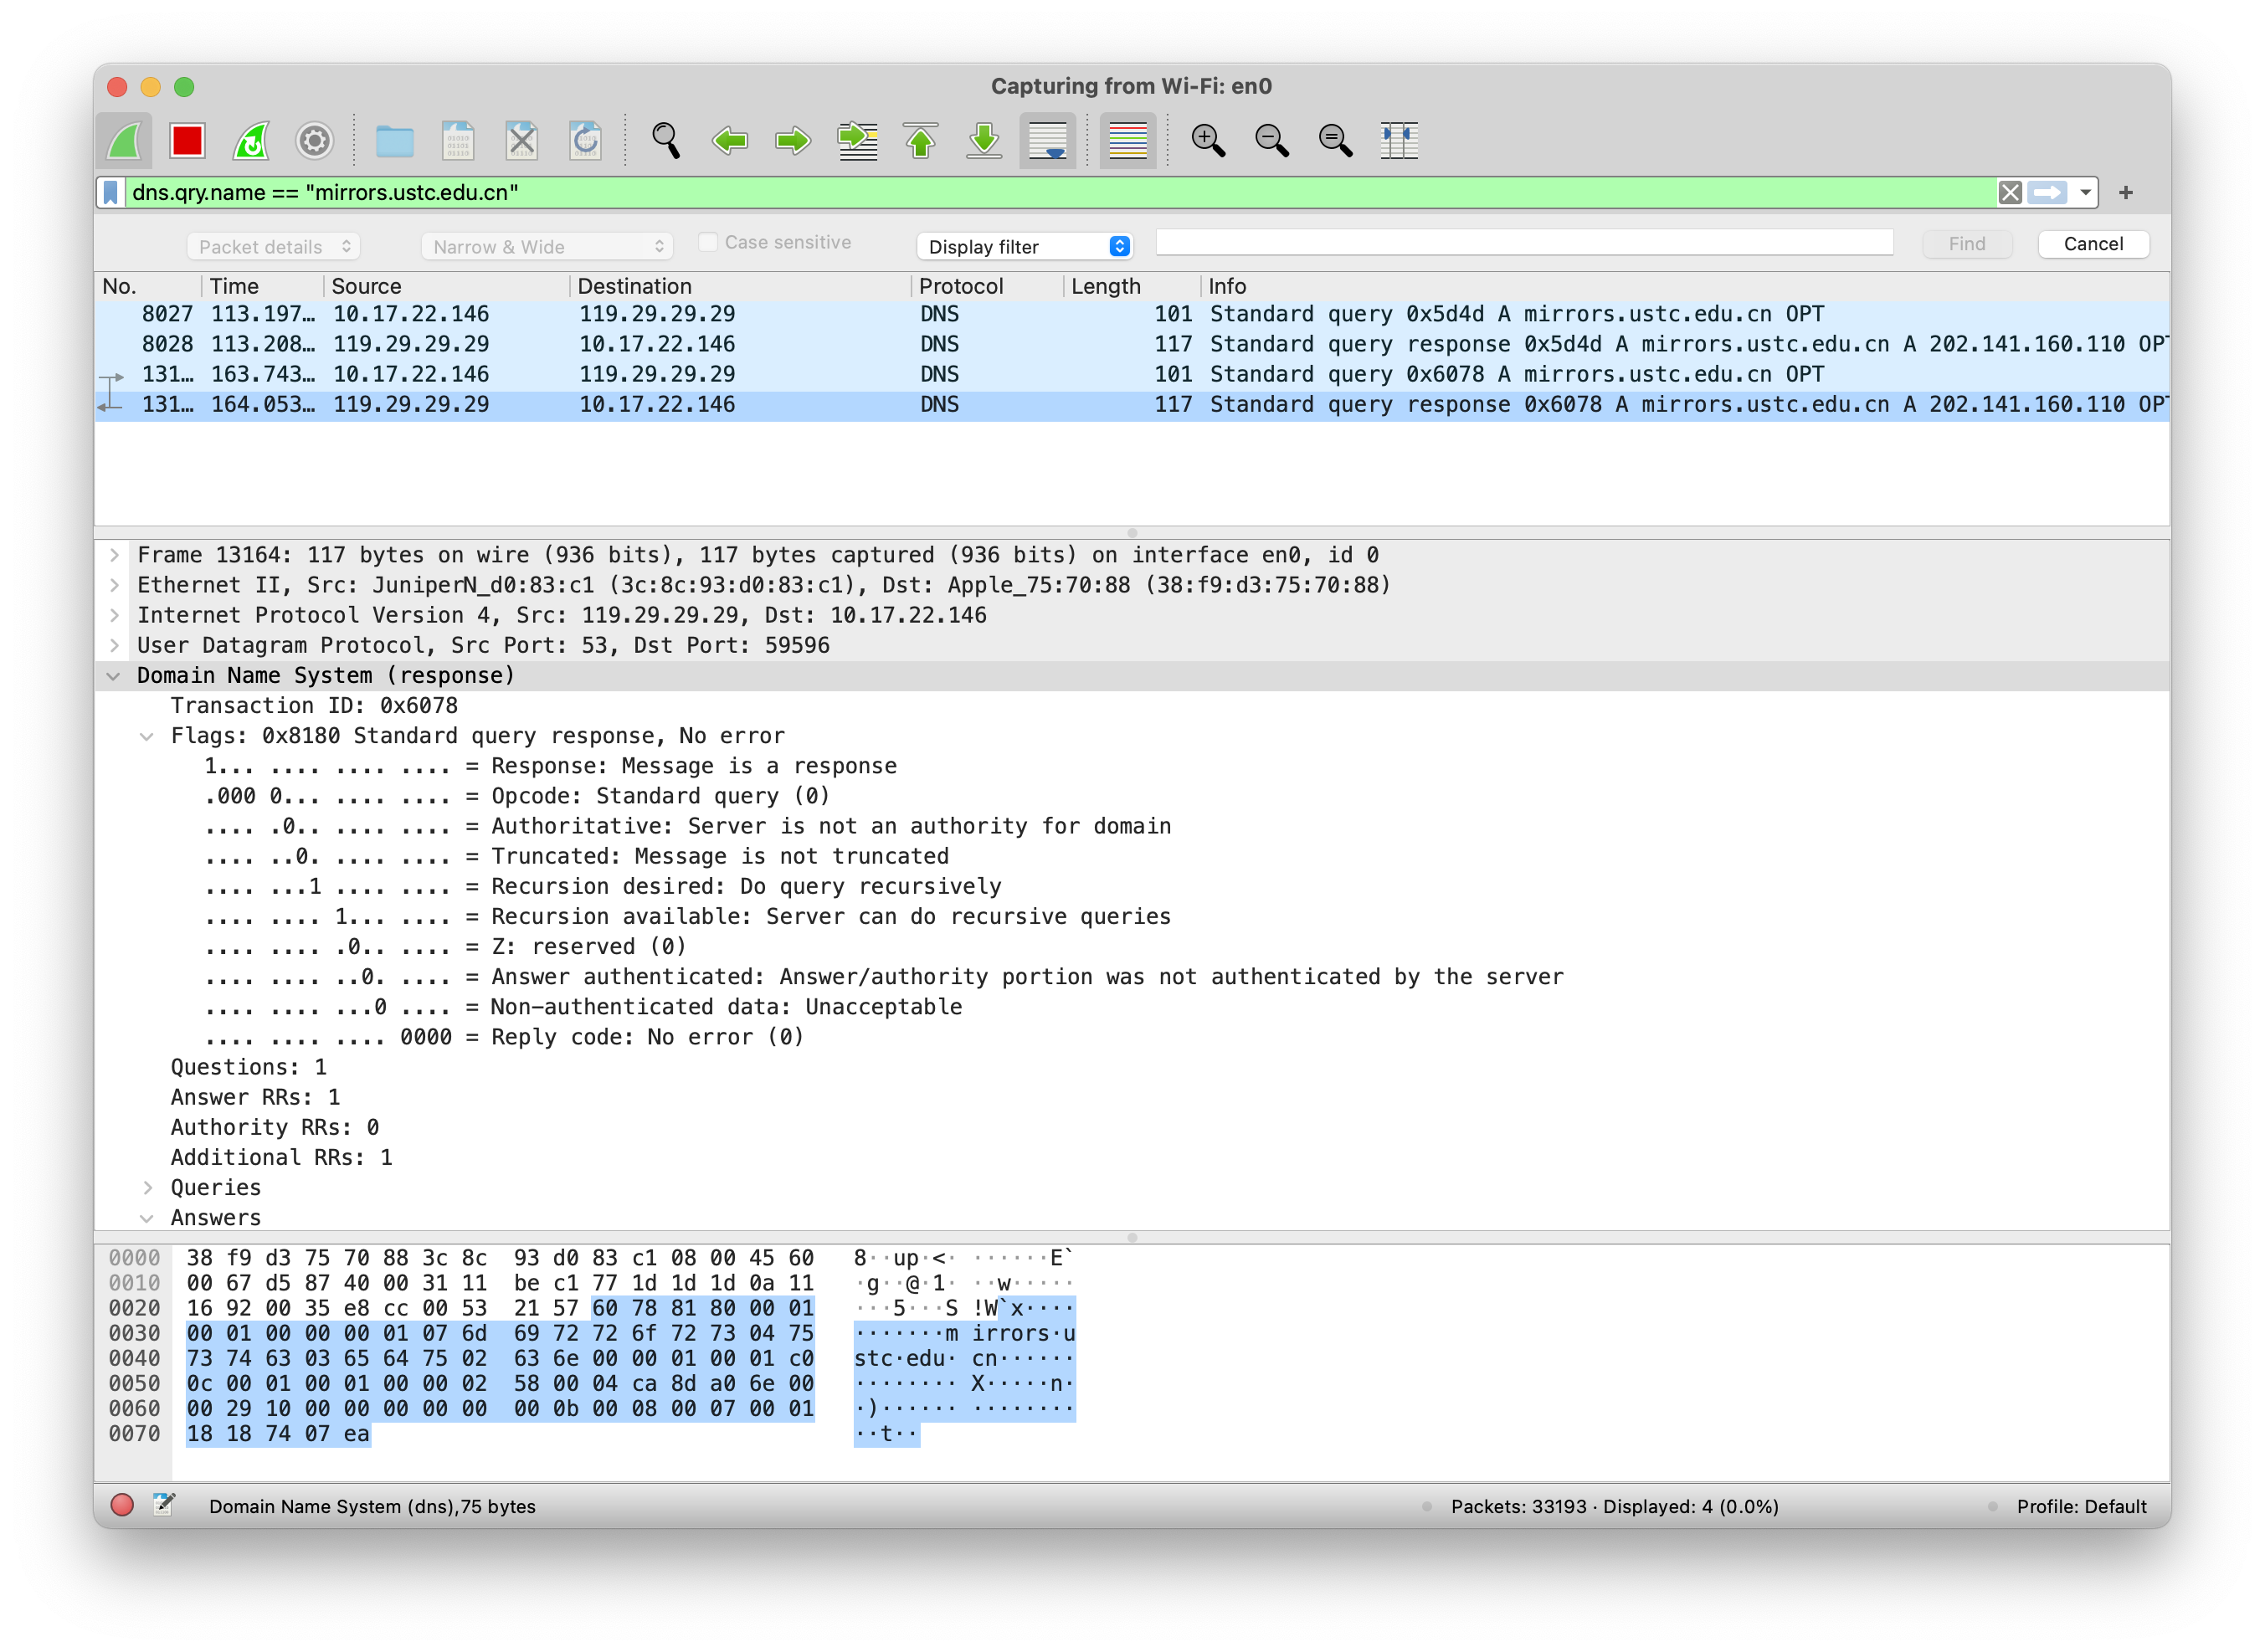 Capturing from Wi-Fi: en0
dns.qry.name == "mirrors.ustc.edu.cn"
Packet details Narrow & Wide Case sensitive Display filter Find Cancel
No. Time Source Destination Protocol Length Info
8027 113.197… 10.17.22.146 119.29.29.29 DNS 101 Standard query 0x5d4d A mirrors.ustc.edu.cn OPT
8028 113.208… 119.29.29.29 10.17.22.146 DNS 117 Standard query response 0x5d4d A mirrors.ustc.edu.cn A 202.141.160.110 OPT
131… 163.743… 10.17.22.146 119.29.29.29 DNS 101 Standard query 0x6078 A mirrors.ustc.edu.cn OPT
131… 164.053… 119.29.29.29 10.17.22.146 DNS 117 Standard query response 0x6078 A mirrors.ustc.edu.cn A 202.141.160.110 OPT
Frame 13164: 117 bytes on wire (936 bits), 117 bytes captured (936 bits) on interface en0, id 0
Ethernet II, Src: JuniperN_d0:83:c1 (3c:8c:93:d0:83:c1), Dst: Apple_75:70:88 (38:f9:d3:75:70:88)
Internet Protocol Version 4, Src: 119.29.29.29, Dst: 10.17.22.146
User Datagram Protocol, Src Port: 53, Dst Port: 59596
Domain Name System (response)
Transaction ID: 0x6078
Flags: 0x8180 Standard query response, No error
1... .... .... .... = Response: Message is a response
.000 0... .... .... = Opcode: Standard query (0)
.... .0.. .... .... = Authoritative: Server is not an authority for domain
.... ..0. .... .... = Truncated: Message is not truncated
.... ...1 .... .... = Recursion desired: Do query recursively
.... .... 1... .... = Recursion available: Server can do recursive queries
.... .... .0.. .... = Z: reserved (0)
.... .... ..0. .... = Answer authenticated: Answer/authority portion was not authenticated by the server
.... .... ...0 .... = Non-authenticated data: Unacceptable
.... .... .... 0000 = Reply code: No error (0)
Questions: 1
Answer RRs: 1
Authority RRs: 0
Additional RRs: 1
Queries
Answers
0000 38 f9 d3 75 70 88 3c 8c 93 d0 83 c1 08 00 45 60 8··up·<· ······E`
0010 00 67 d5 87 40 00 31 11 be c1 77 1d 1d 1d 0a 11 ·g··@·1· ··w·····
0020 16 92 00 35 e8 cc 00 53 21 57 60 78 81 80 00 01 ···5···S !W`x····
0030 00 01 00 00 00 01 07 6d 69 72 72 6f 72 73 04 75 ·······m irrors·u
0040 73 74 63 03 65 64 75 02 63 6e 00 00 01 00 01 c0 stc·edu· cn······
0050 0c 00 01 00 01 00 00 02 58 00 04 ca 8d a0 6e 00 ········ X·····n·
0060 00 29 10 00 00 00 00 00 00 0b 00 08 00 07 00 01 ·)······ ········
0070 18 18 74 07 ea ··t··
Domain Name System (dns),75 bytes Packets: 33193 · Displayed: 4 (0.0%) Profile: Default